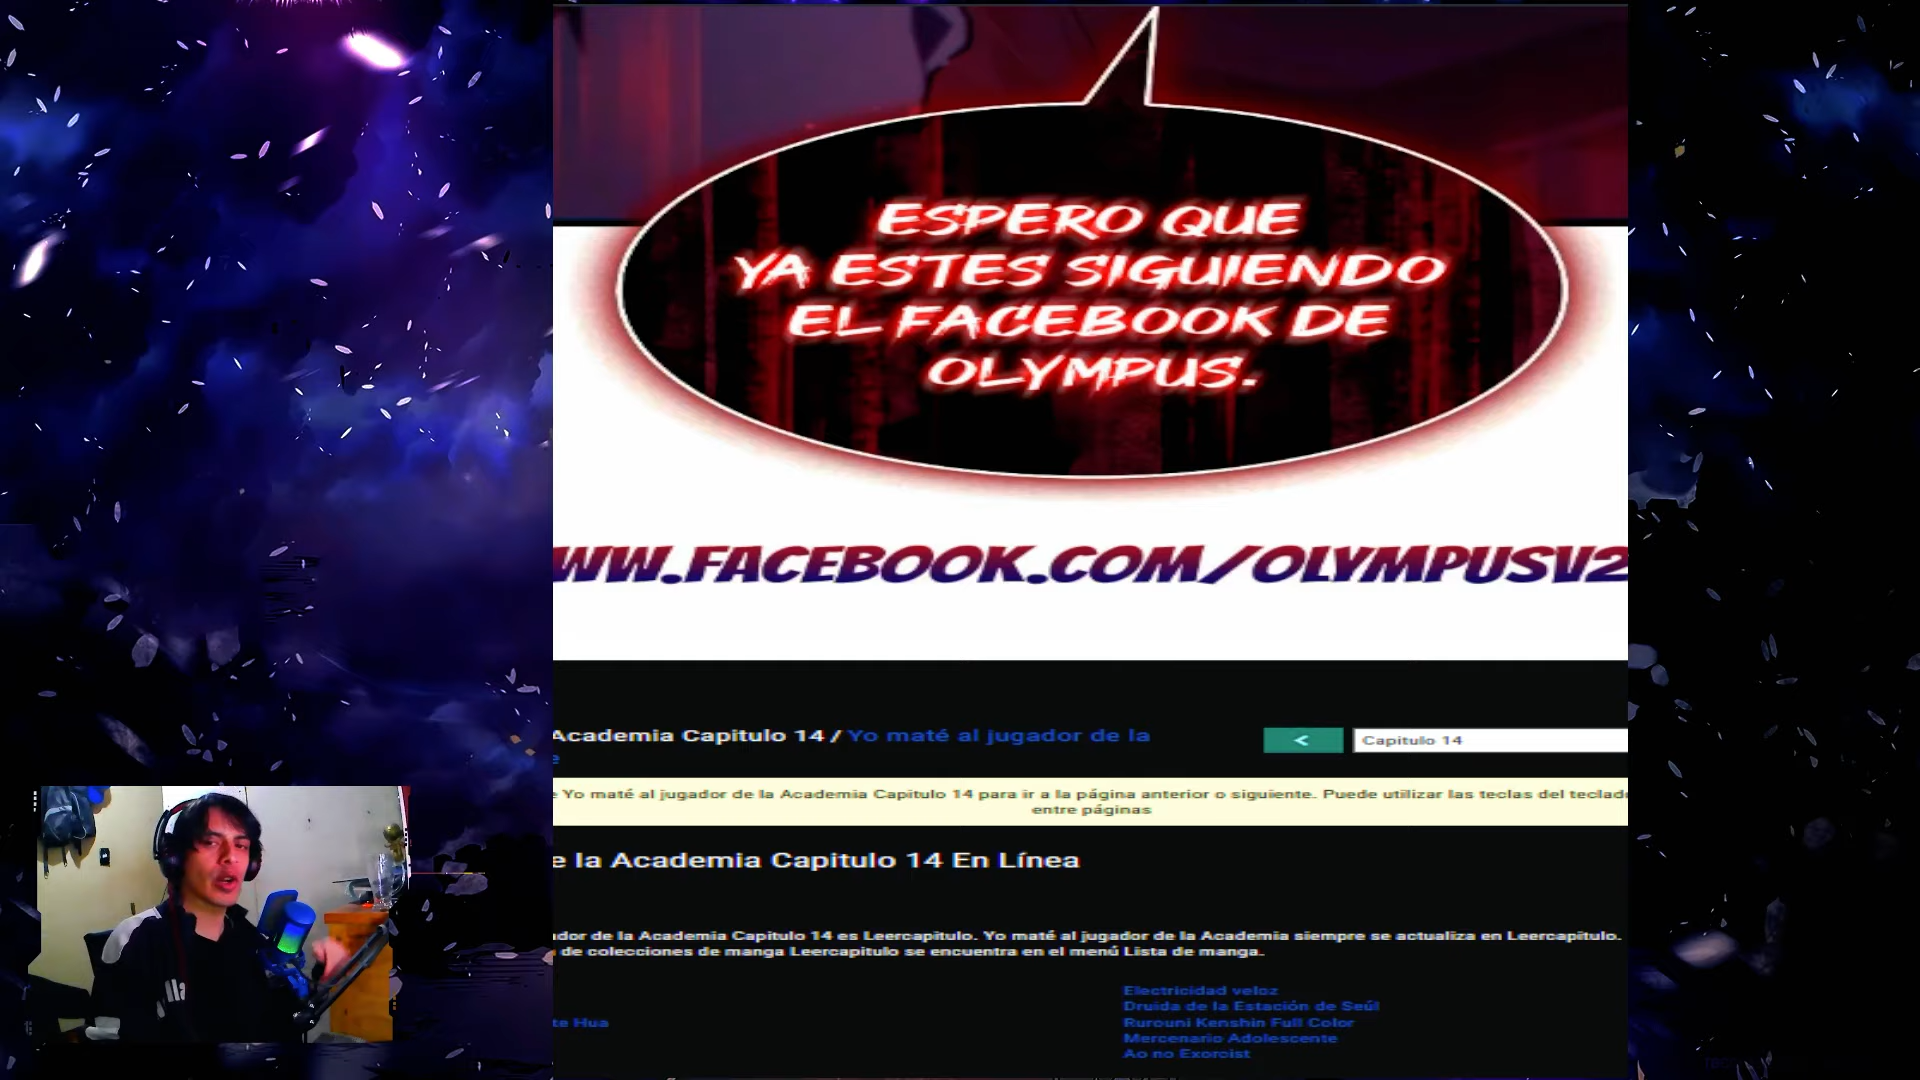 ESPERO QUE
YA ESTES SIGUIENDO
EL FACEBOOK DE
OLYMPUS.
WW.FACEBOOK.COM/OLYMPUSV2
Academia Capitulo 14 / Yo maté al jugador de la
e
<
Capitulo 14
e Yo maté al jugador de la Academia Capitulo 14 para ir a la página anterior o siguiente. Puede utilizar las teclas del teclado
entre páginas
e la Academia Capitulo 14 En Línea
dor de la Academia Capitulo 14 es Leercapitulo. Yo maté al jugador de la Academia siempre se actualiza en Leercapitulo.
de colecciones de manga Leercapitulo se encuentra en el menú Lista de manga.
Electricidad veloz
Druida de la Estación de Seúl
te Hua
Rurouni Kenshin Full Color
Mercenario Adolescente
Ao no Exorcist